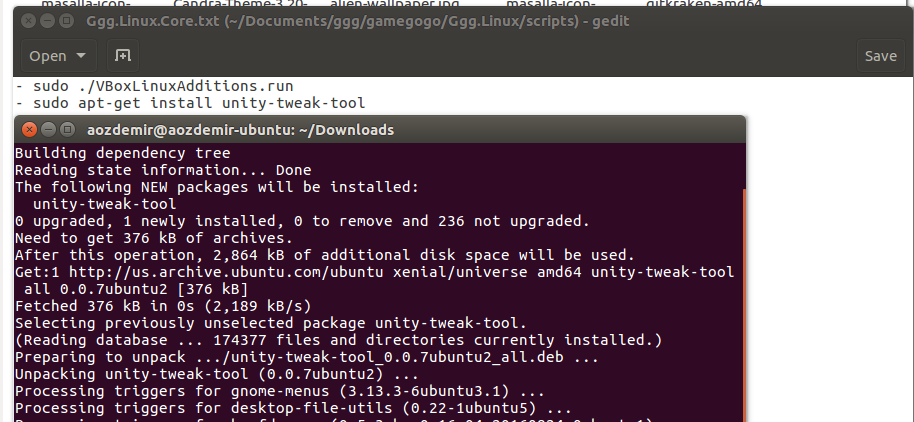 masalla-icon-
Candra-Theme-3.20-
alien-wallpaper.jpg
masalla-icon-
gitkraken-amd64
Ggg.Linux.Core.txt (~/Documents/ggg/gamegogo/Ggg.Linux/scripts) - gedit
Open
Save
- sudo ./VBoxLinuxAdditions.run
- sudo apt-get install unity-tweak-tool
aozdemir@aozdemir-ubuntu: ~/Downloads
Building dependency tree
Reading state information... Done
The following NEW packages will be installed:
unity-tweak-tool
0 upgraded, 1 newly installed, 0 to remove and 236 not upgraded.
Need to get 376 kB of archives.
After this operation, 2,864 kB of additional disk space will be used.
Get:1 http://us.archive.ubuntu.com/ubuntu xenial/universe amd64 unity-tweak-tool
all 0.0.7ubuntu2 [376 kB]
Fetched 376 kB in 0s (2,189 kB/s)
Selecting previously unselected package unity-tweak-tool.
(Reading database ... 174377 files and directories currently installed.)
Preparing to unpack .../unity-tweak-tool_0.0.7ubuntu2_all.deb ...
Unpacking unity-tweak-tool (0.0.7ubuntu2) ...
Processing triggers for gnome-menus (3.13.3-6ubuntu3.1) ...
Processing triggers for desktop-file-utils (0.22-1ubuntu5) ...